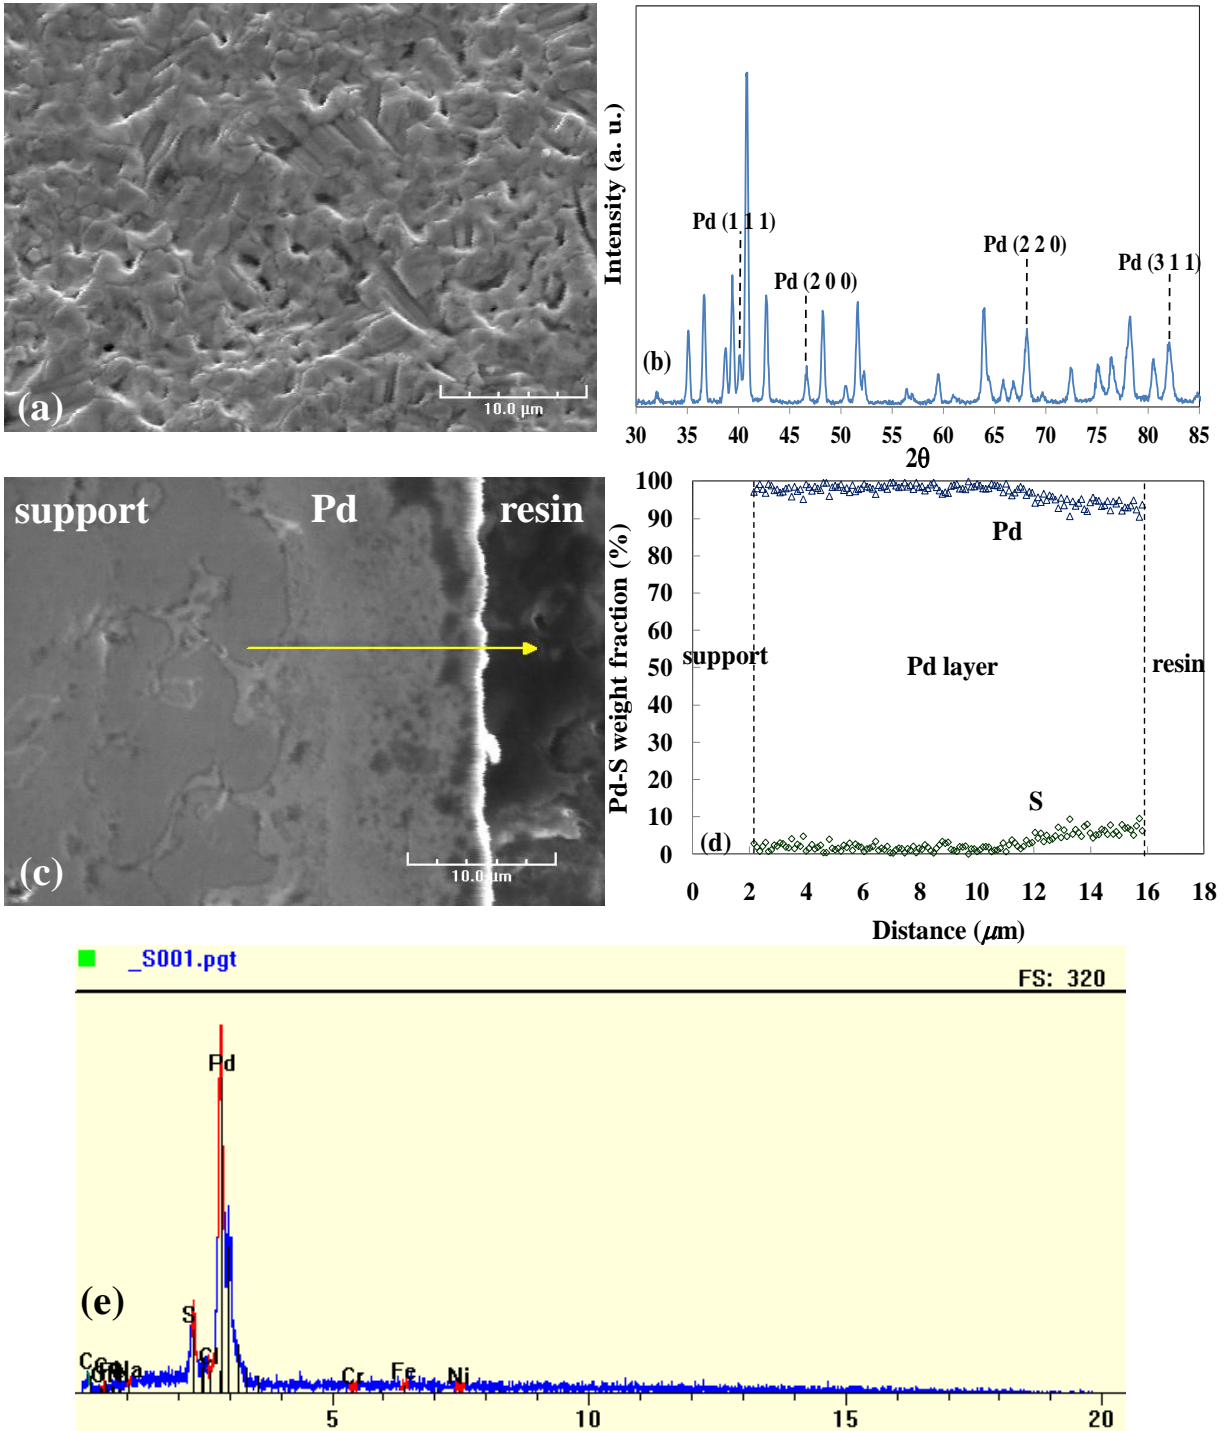 (a)
10.0 µm
Intensity (a. u.)
Pd (1 1 1)
Pd (2 0 0)
Pd (2 2 0)
Pd (3 1 1)
(b)
30 35 40 45 50 55 60 65 70 75 80 85
2θ
support Pd resin
(c)
10.0 µm
Pd-S weight fraction (%)
100
90
80
70
60
50
40
30
20
10
0
Pd
support Pd layer resin
S
(d)
0 2 4 6 8 10 12 14 16 18
Distance (µm)
_S001.pgt
FS: 320
Pd
(e)
S
Cl
C
Na
Cr Fe Ni
5 10 15 20